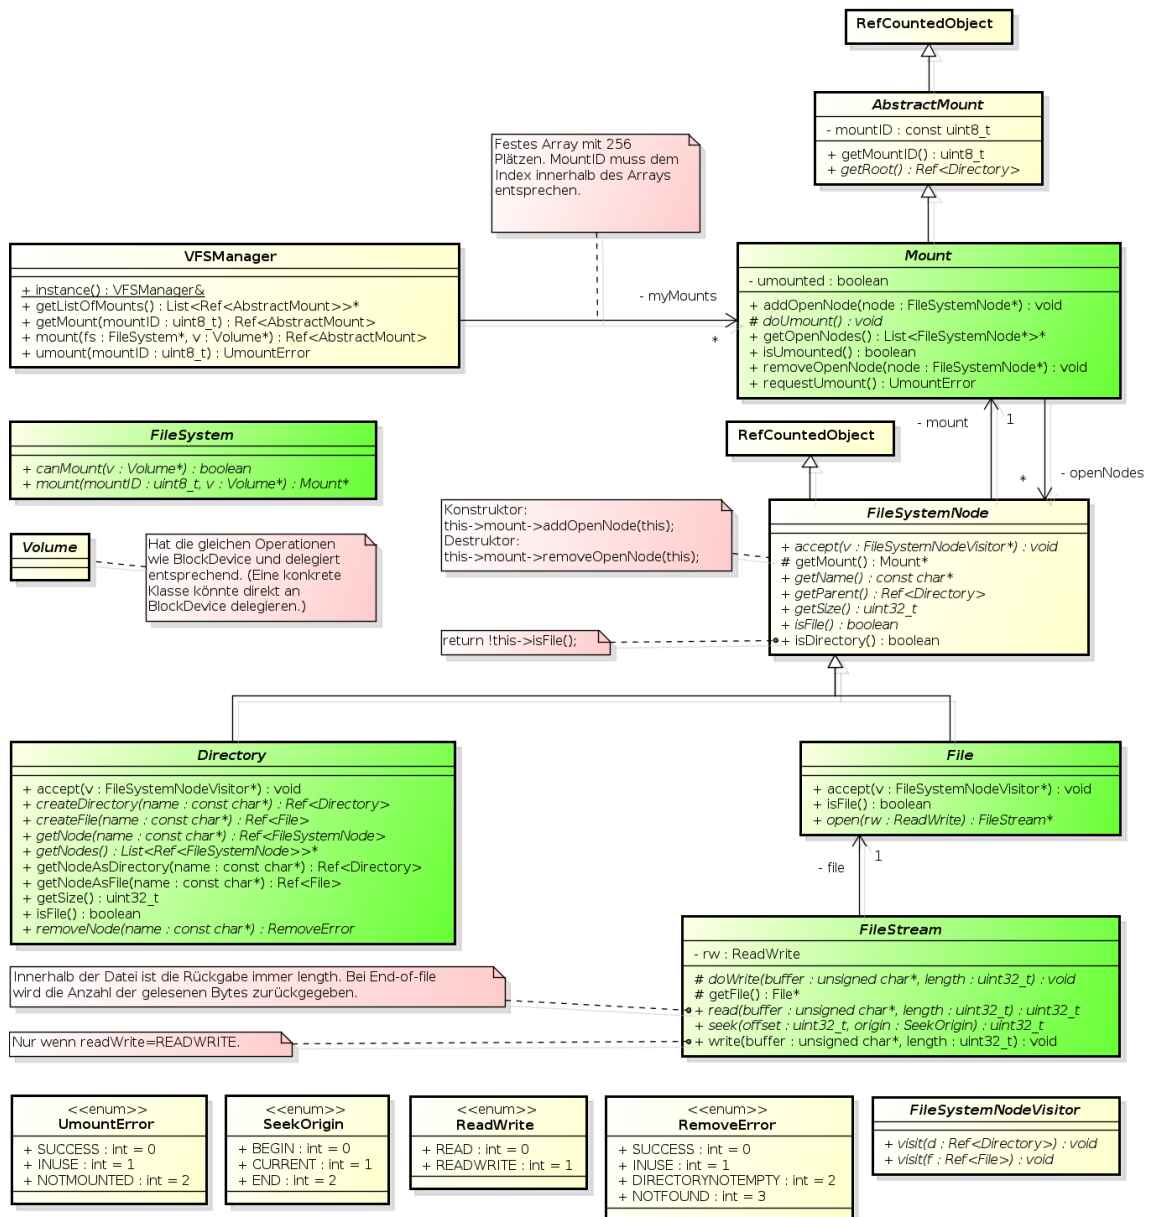 RefCountedObject
AbstractMount
- mountID : const uint8_t
+ getMountID() : uint8_t
+ getRoot() : Ref<Directory>
Festes Array mit 256
Plätzen. MountID muss dem
Index innerhalb des Arrays
entsprechen.
VFSManager
+ instance() : VFSManager&
+ getListOfMounts() : List<Ref<AbstractMount>>*
+ getMount(mountID : uint8_t) : Ref<AbstractMount>
+ mount(fs : FileSystem*, v : Volume*) : Ref<AbstractMount>
+ umount(mountID : uint8_t) : UmountError
- myMounts
*
Mount
- umounted : boolean
+ addOpenNode(node : FileSystemNode*) : void
# doUmount() : void
+ getOpenNodes() : List<FileSystemNode*>*
+ isUmounted() : boolean
+ removeOpenNode(node : FileSystemNode*) : void
+ requestUmount() : UmountError
FileSystem
+ canMount(v : Volume*) : boolean
+ mount(mountID : uint8_t, v : Volume*) : Mount*
RefCountedObject
- mount
1
- openNodes
*
Volume
Hat die gleichen Operationen
wie BlockDevice und delegiert
entsprechend. (Eine konkrete
Klasse könnte direkt an
BlockDevice delegieren.)
Konstruktor:
this->mount->addOpenNode(this);
Destruktor:
this->mount->removeOpenNode(this);
return !this->isFile();
FileSystemNode
+ accept(v : FileSystemNodeVisitor*) : void
# getMount() : Mount*
+ getName() : const char*
+ getParent() : Ref<Directory>
+ getSize() : uint32_t
+ isFile() : boolean
+ isDirectory() : boolean
Directory
+ accept(v : FileSystemNodeVisitor*) : void
+ createDirectory(name : const char*) : Ref<Directory>
+ createFile(name : const char*) : Ref<File>
+ getNode(name : const char*) : Ref<FileSystemNode>
+ getNodes() : List<Ref<FileSystemNode>>*
+ getNodeAsDirectory(name : const char*) : Ref<Directory>
+ getNodeAsFile(name : const char*) : Ref<File>
+ getSize() : uint32_t
+ isFile() : boolean
+ removeNode(name : const char*) : RemoveError
File
+ accept(v : FileSystemNodeVisitor*) : void
+ isFile() : boolean
+ open(rw : ReadWrite) : FileStream*
- file
1
FileStream
- rw : ReadWrite
# doWrite(buffer : unsigned char*, length : uint32_t) : void
# getFile() : File*
+ read(buffer : unsigned char*, length : uint32_t) : uint32_t
+ seek(offset : uint32_t, origin : SeekOrigin) : uint32_t
+ write(buffer : unsigned char*, length : uint32_t) : void
Innerhalb der Datei ist die Rückgabe immer length. Bei End-of-file
wird die Anzahl der gelesenen Bytes zurückgegeben.
Nur wenn readWrite=READWRITE.
<<enum>>
UmountError
+ SUCCESS : int = 0
+ INUSE : int = 1
+ NOTMOUNTED : int = 2
<<enum>>
SeekOrigin
+ BEGIN : int = 0
+ CURRENT : int = 1
+ END : int = 2
<<enum>>
ReadWrite
+ READ : int = 0
+ READWRITE : int = 1
<<enum>>
RemoveError
+ SUCCESS : int = 0
+ INUSE : int = 1
+ DIRECTORYNOTEMPTY : int = 2
+ NOTFOUND : int = 3
FileSystemNodeVisitor
+ visit(d : Ref<Directory>) : void
+ visit(f : Ref<File>) : void